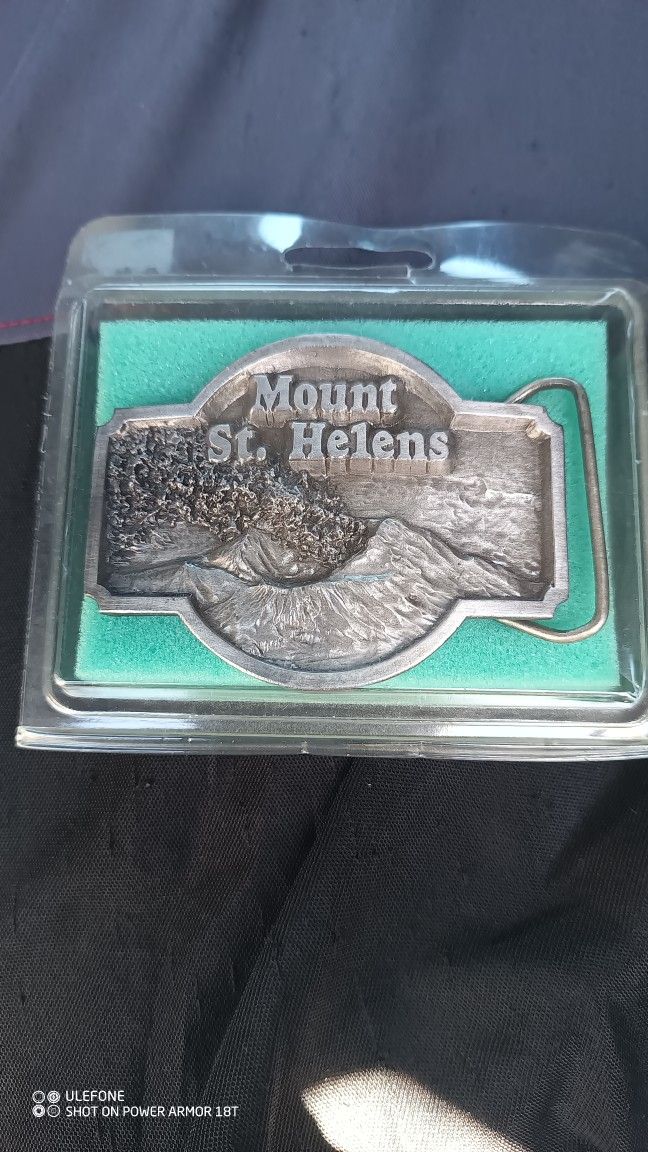 Mount
St. Helens
ULEFONE
SHOT ON POWER ARMOR 18T